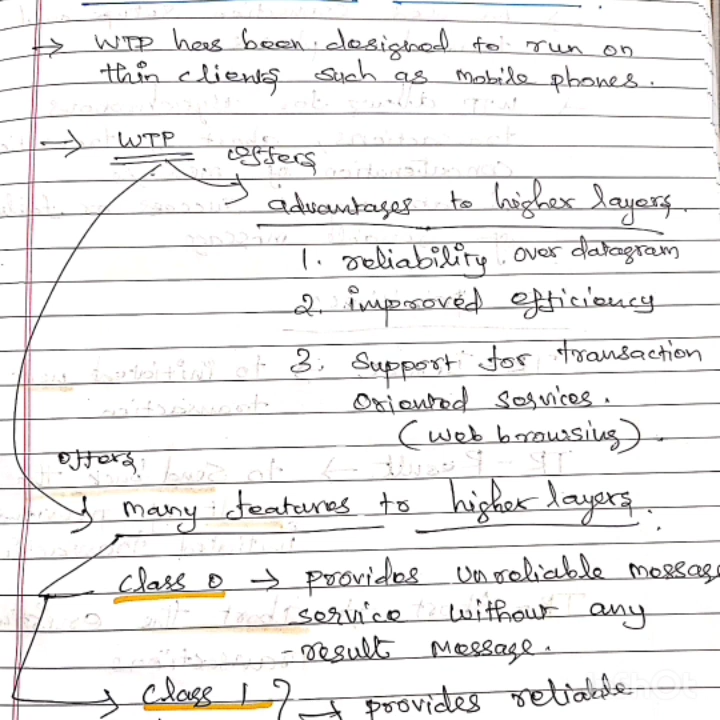 → WTP has been designed to run on
thin clients such as mobile phones.
→ WTP offers
advantages to higher layers.
1. reliability over datagram
2. improved efficiency
3. Support for transaction
Oriented services.
(web browsing).
offers
many features to higher layers.
Class 0 → provides unreliable message
service without any
result message.
Class 1 → provides reliable